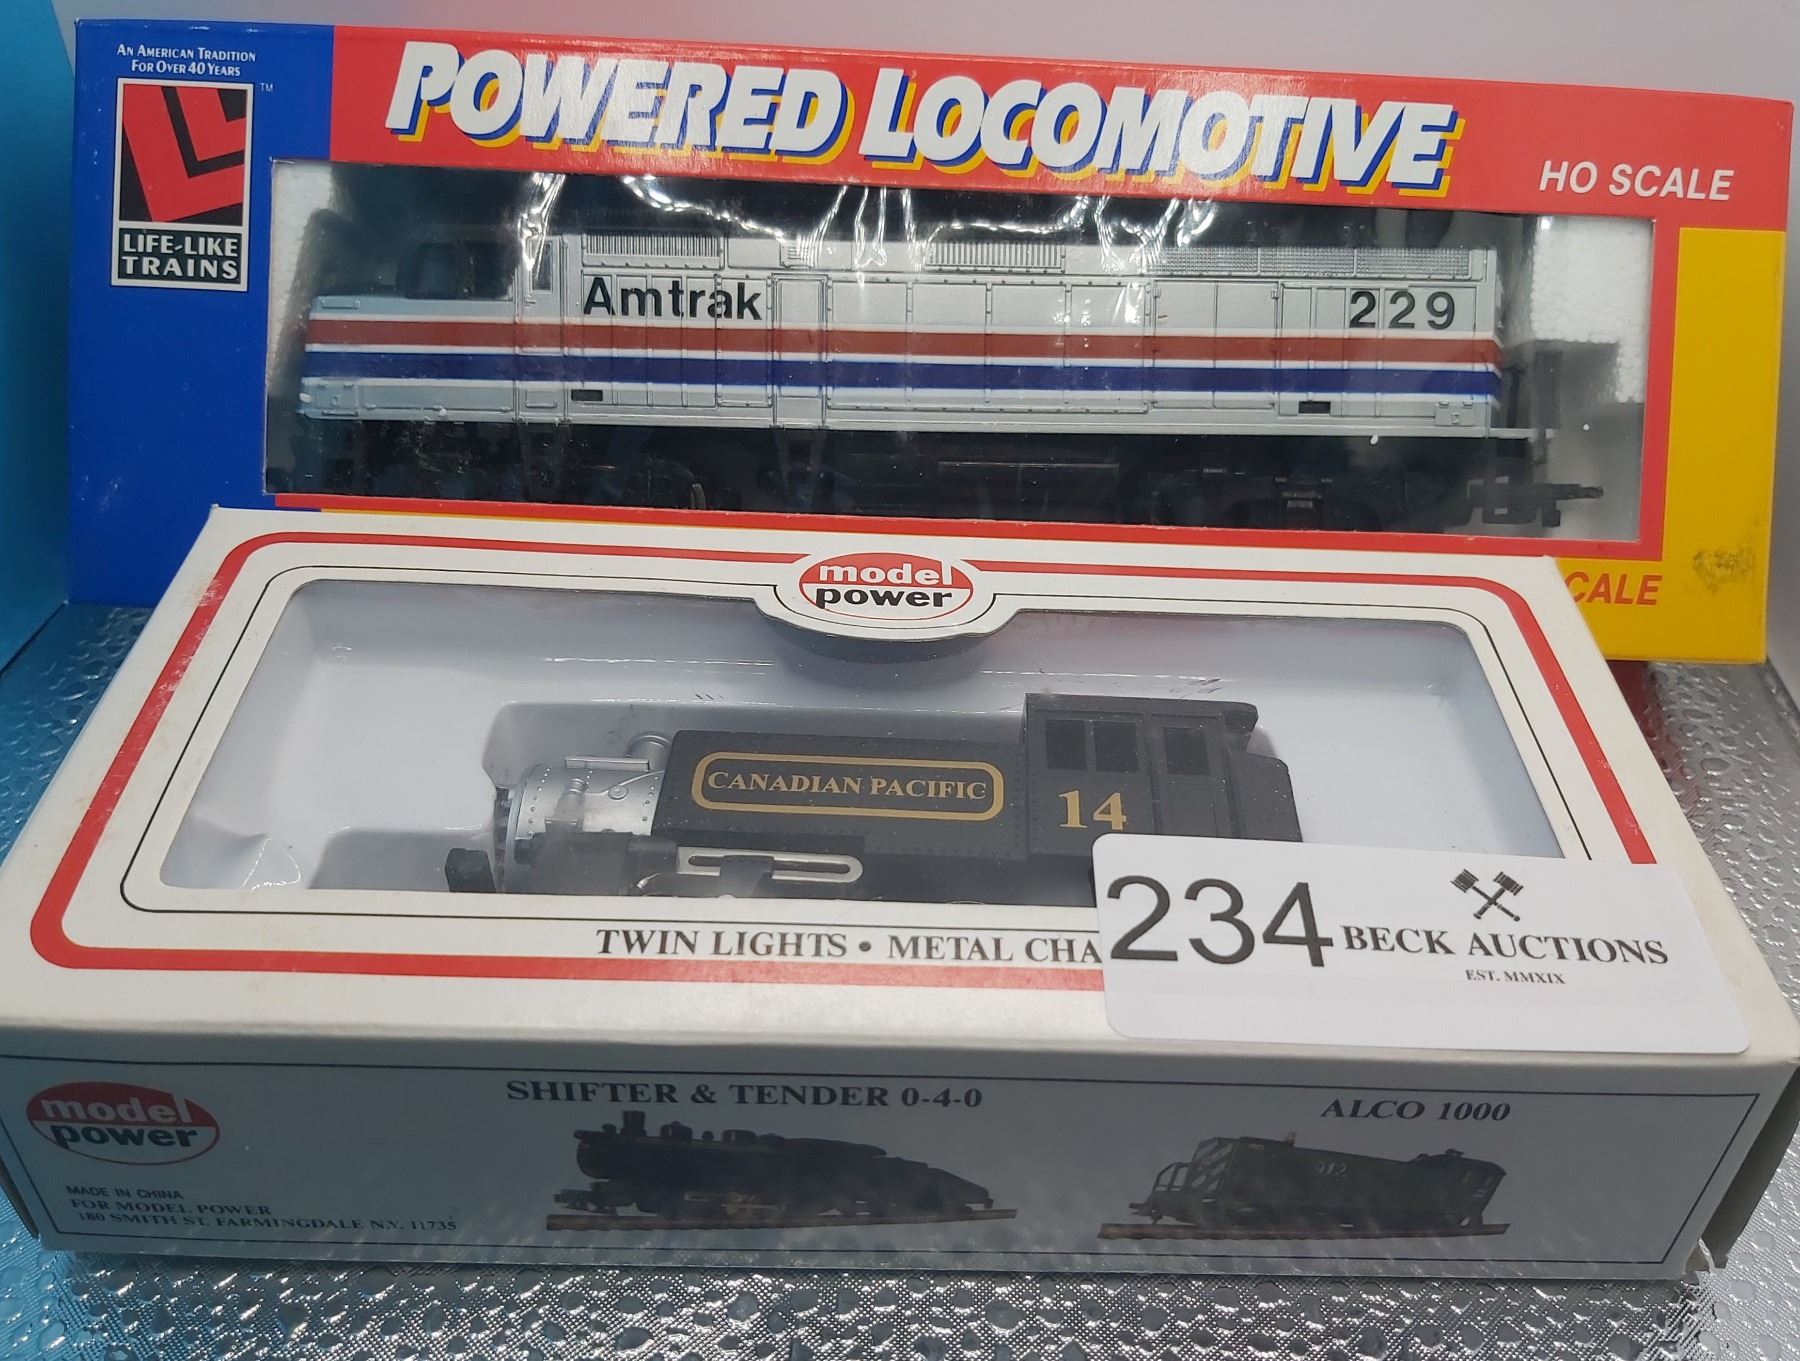 AN AMERICAN TRADITION
FOR OVER 40 YEARS
TM
LIFE-LIKE
TRAINS
POWERED LOCOMOTIVE
HO SCALE
Amtrak
229
CALE
model
power
CANADIAN PACIFIC
14
TWIN LIGHTS • METAL CHA
234
BECK AUCTIONS
EST. MMXIX
model
power
MADE IN CHINA
FOR MODEL POWER
180 SMITH ST. FARMINGDALE N.Y. 11735
SHIFTER & TENDER 0-4-0
ALCO 1000
912